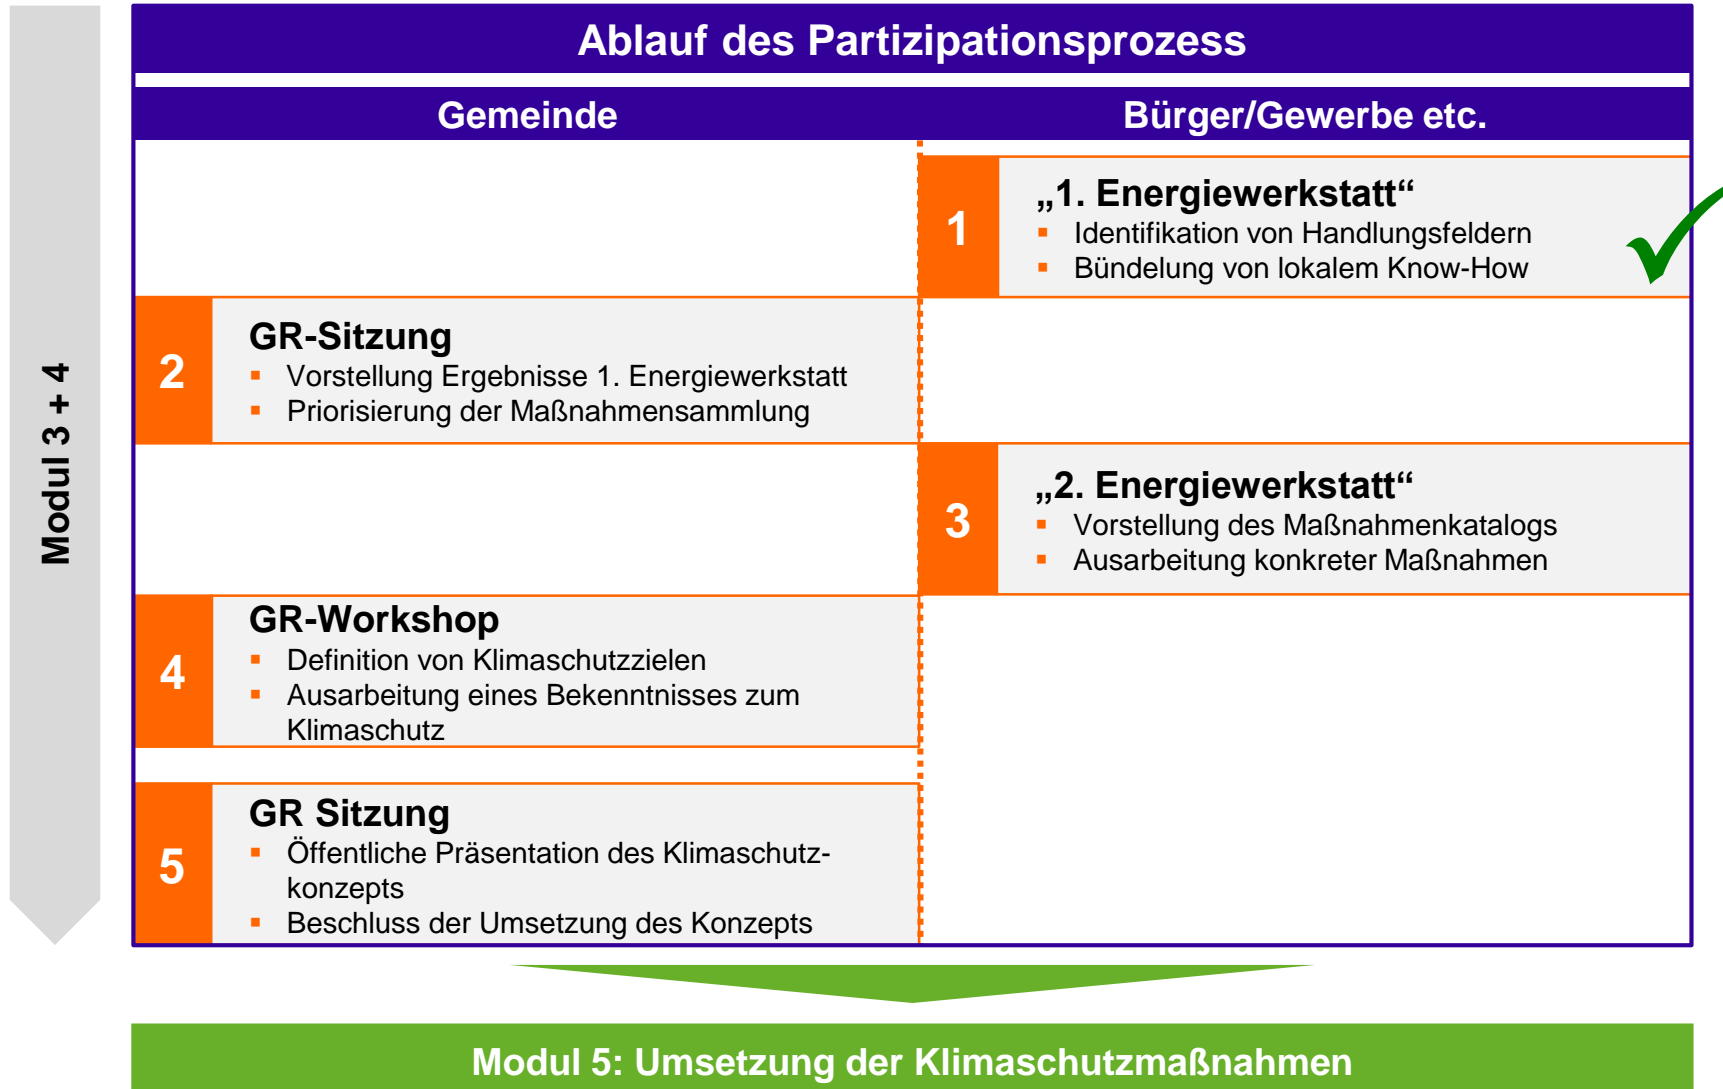 Ablauf des Partizipationsprozess
Gemeinde
Bürger/Gewerbe etc.
Modul 3 + 4
1
„1. Energiewerkstatt“
▪ Identifikation von Handlungsfeldern
▪ Bündelung von lokalem Know-How
2
GR-Sitzung
▪ Vorstellung Ergebnisse 1. Energiewerkstatt
▪ Priorisierung der Maßnahmensammlung
3
„2. Energiewerkstatt“
▪ Vorstellung des Maßnahmenkatalogs
▪ Ausarbeitung konkreter Maßnahmen
4
GR-Workshop
▪ Definition von Klimaschutzzielen
▪ Ausarbeitung eines Bekenntnisses zum
Klimaschutz
5
GR Sitzung
▪ Öffentliche Präsentation des Klimaschutz-
konzepts
▪ Beschluss der Umsetzung des Konzepts
Modul 5: Umsetzung der Klimaschutzmaßnahmen